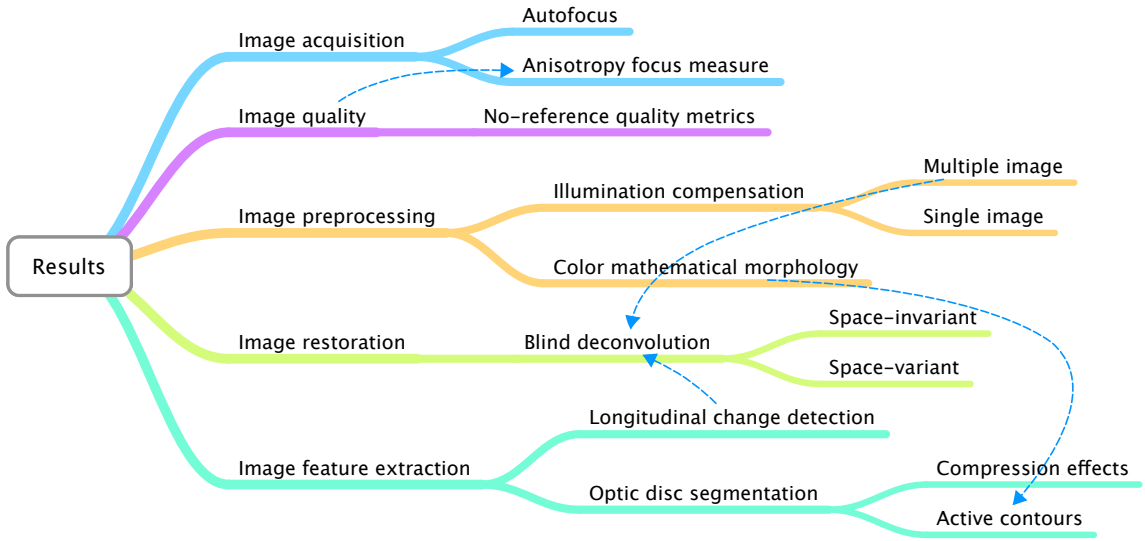 Results
Image acquisition
Autofocus
Anisotropy focus measure
Image quality
No-reference quality metrics
Image preprocessing
Illumination compensation
Multiple image
Single image
Color mathematical morphology
Image restoration
Blind deconvolution
Space-invariant
Space-variant
Image feature extraction
Longitudinal change detection
Optic disc segmentation
Compression effects
Active contours